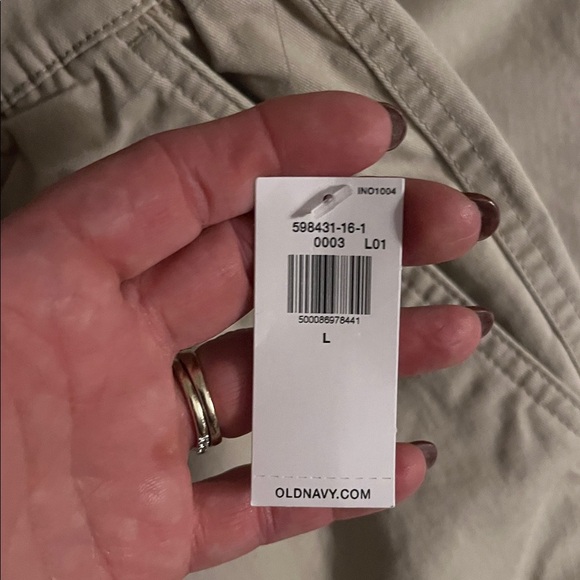 INO1004
598431-16-1
0003 L01
500086978441
L
OLDNAVY.COM